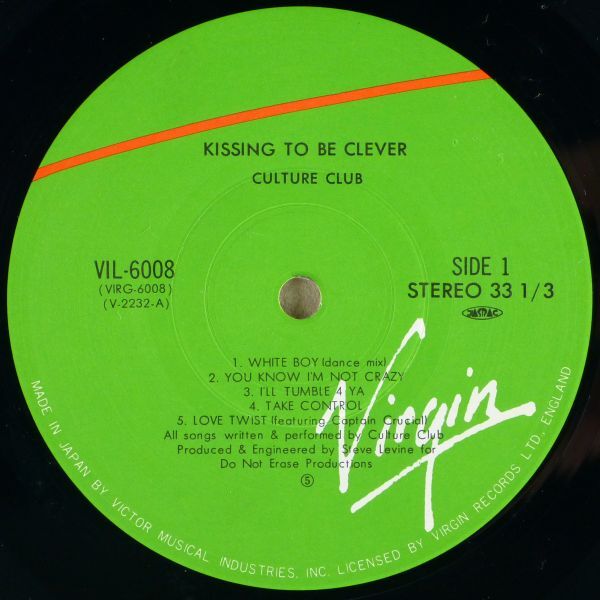 KISSING TO BE CLEVER
CULTURE CLUB
VIL-6008
(VIRG-6008)
(V-2232-A)
SIDE 1
STEREO 33 1/3
JASRAC
1. WHITE BOY (dance mix)
2. YOU KNOW I'M NOT CRAZY
3. I'LL TUMBLE 4 YA
4. TAKE CONTROL
5. LOVE TWIST (featuring Captain Crucial)
All songs written & performed by Culture Club
Produced & Engineered by Steve Levine for
Do Not Erase Productions
⑤
Virgin
MADE IN JAPAN BY VICTOR MUSICAL INDUSTRIES, INC. LICENSED BY VIRGIN RECORDS LTD., ENGLAND